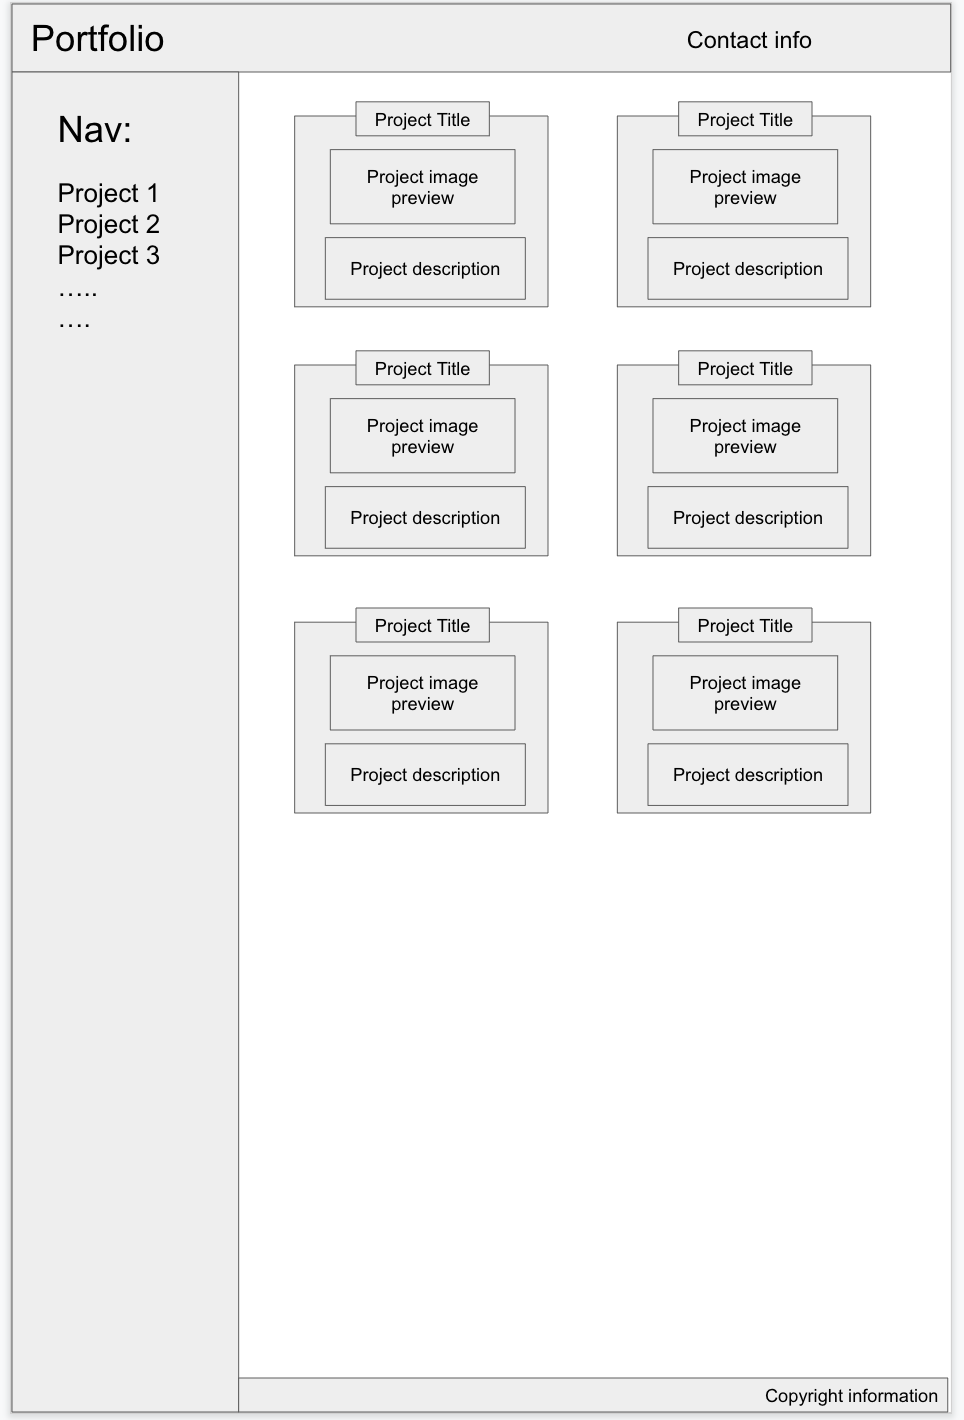 Portfolio
Contact info
Nav:
Project 1
Project 2
Project 3
.....
....
Project Title
Project image
preview
Project description
Project Title
Project image
preview
Project description
Project Title
Project image
preview
Project description
Project Title
Project image
preview
Project description
Project Title
Project image
preview
Project description
Project Title
Project image
preview
Project description
Copyright information